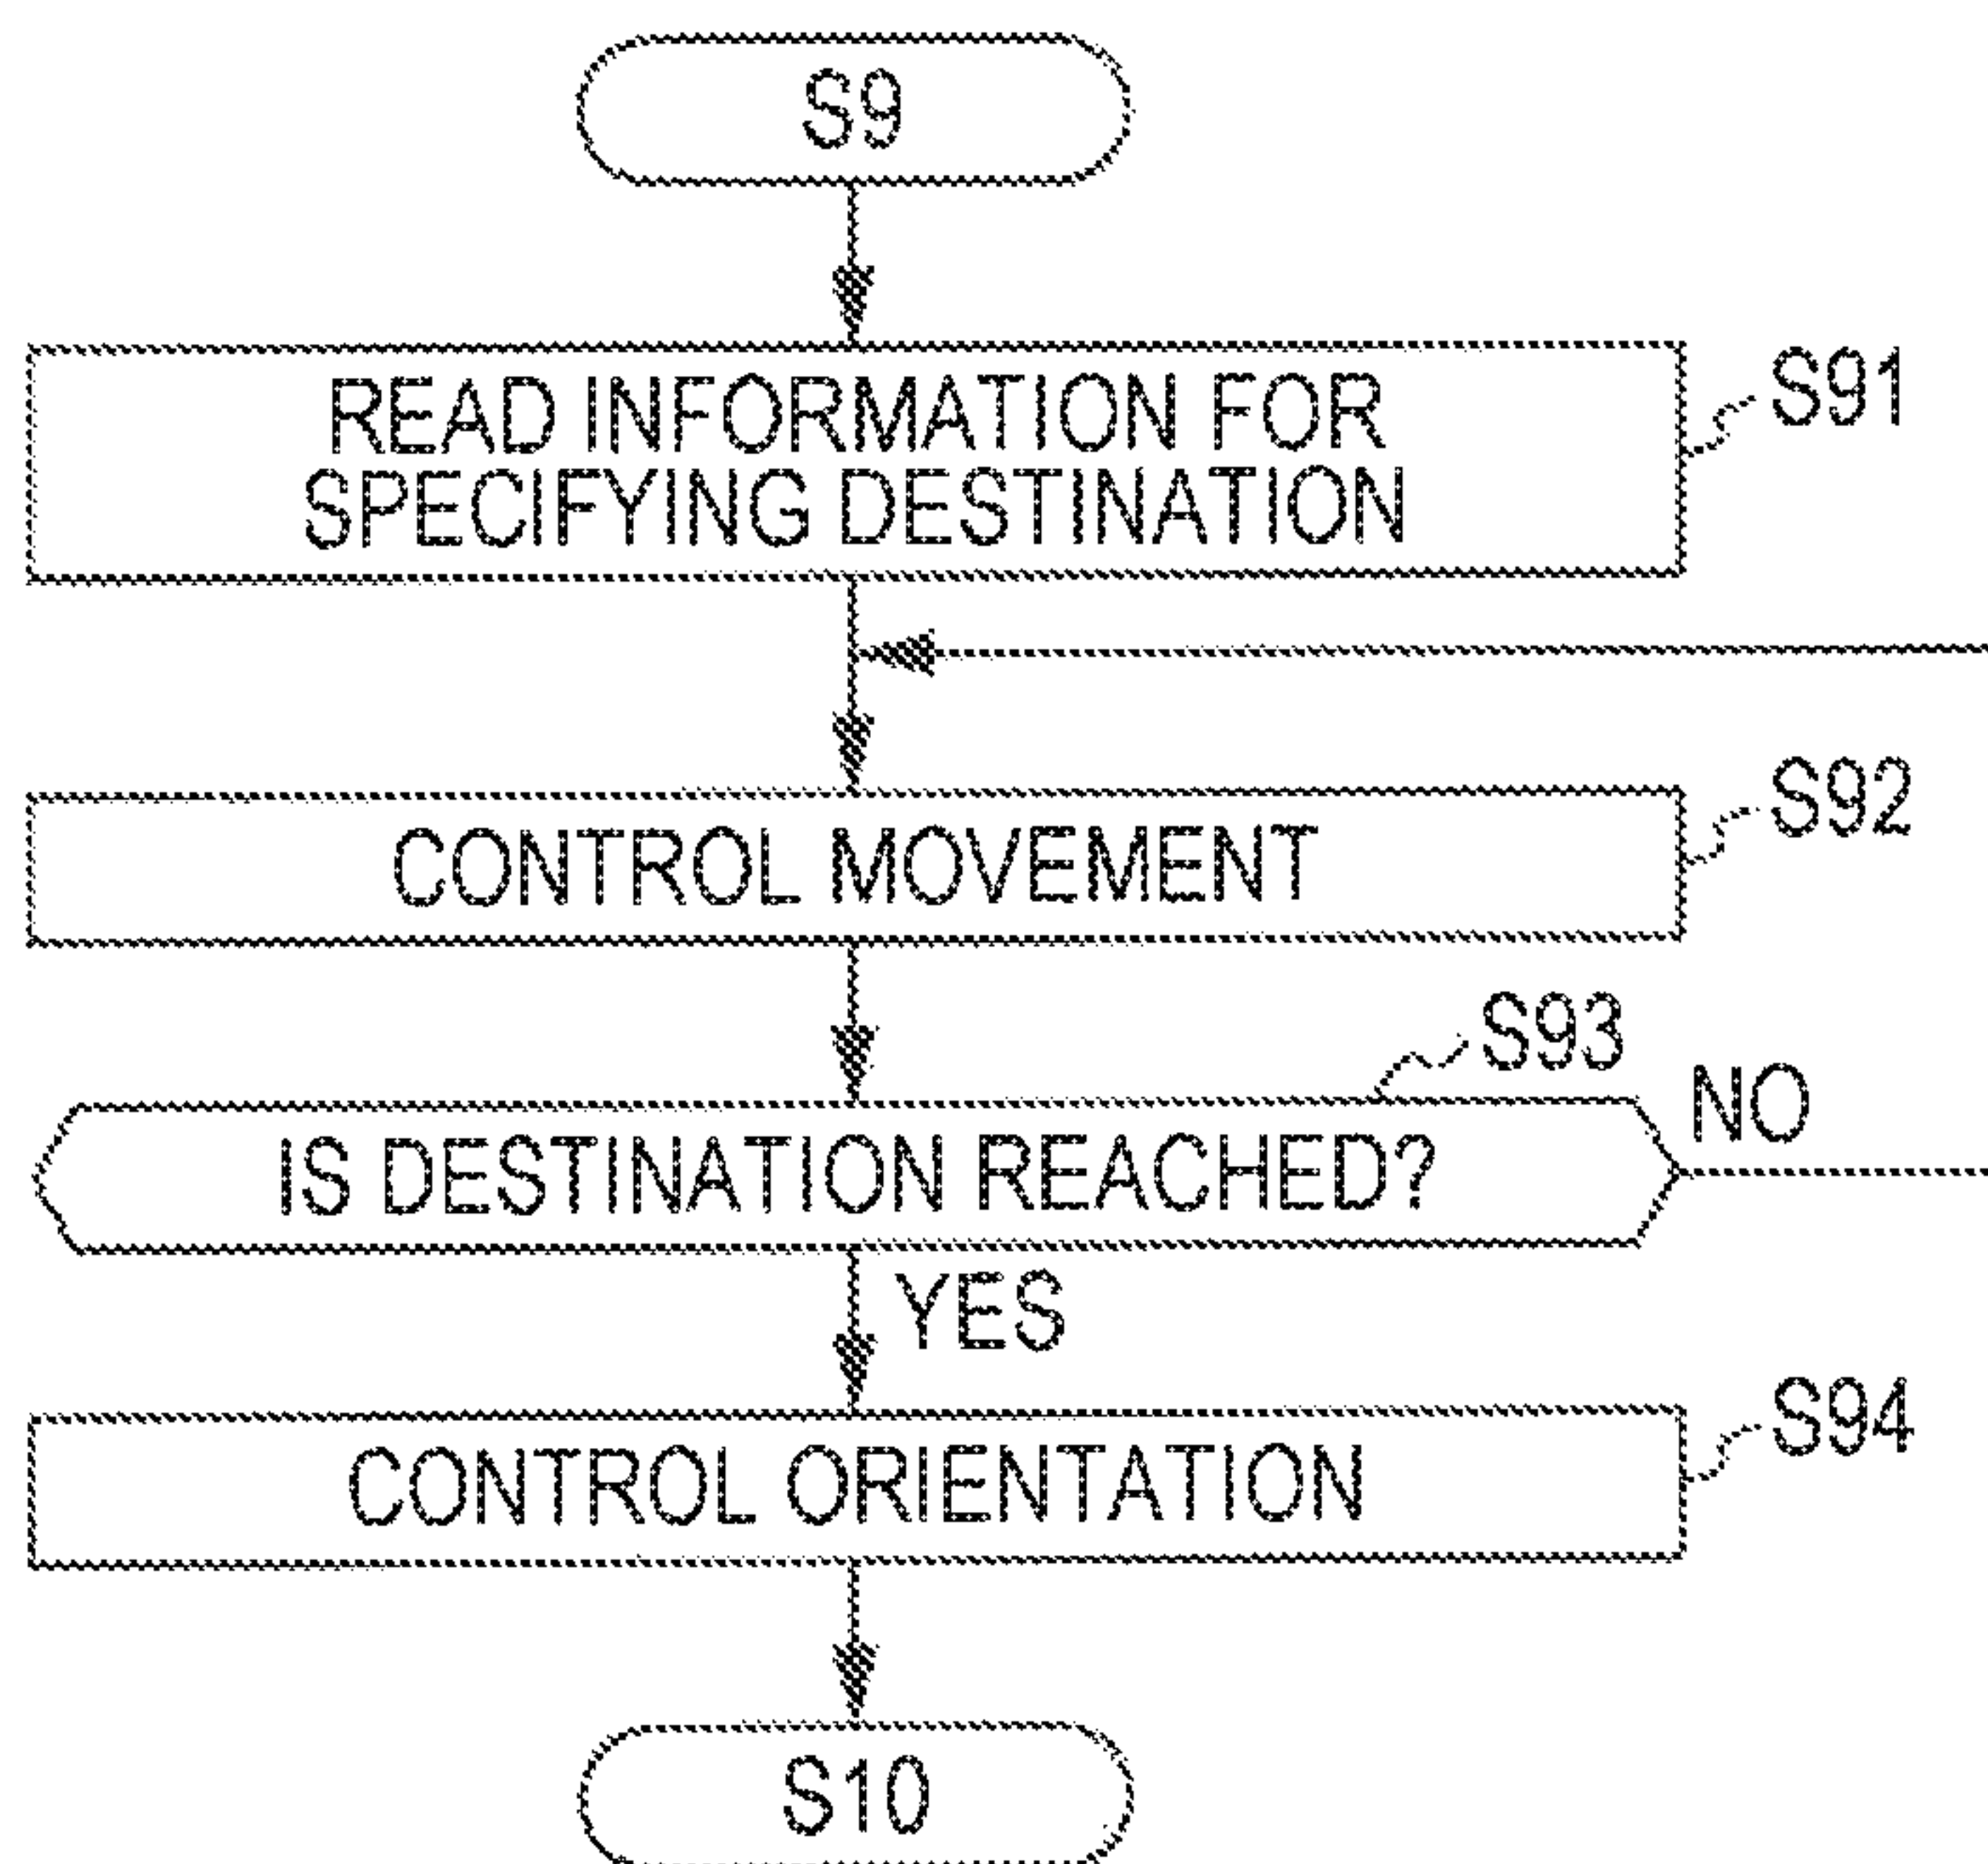 S9
READ INFORMATION FOR
SPECIFYING DESTINATION
S91
CONTROL MOVEMENT
S92
S93
IS DESTINATION REACHED?
NO
YES
CONTROL ORIENTATION
S94
S10